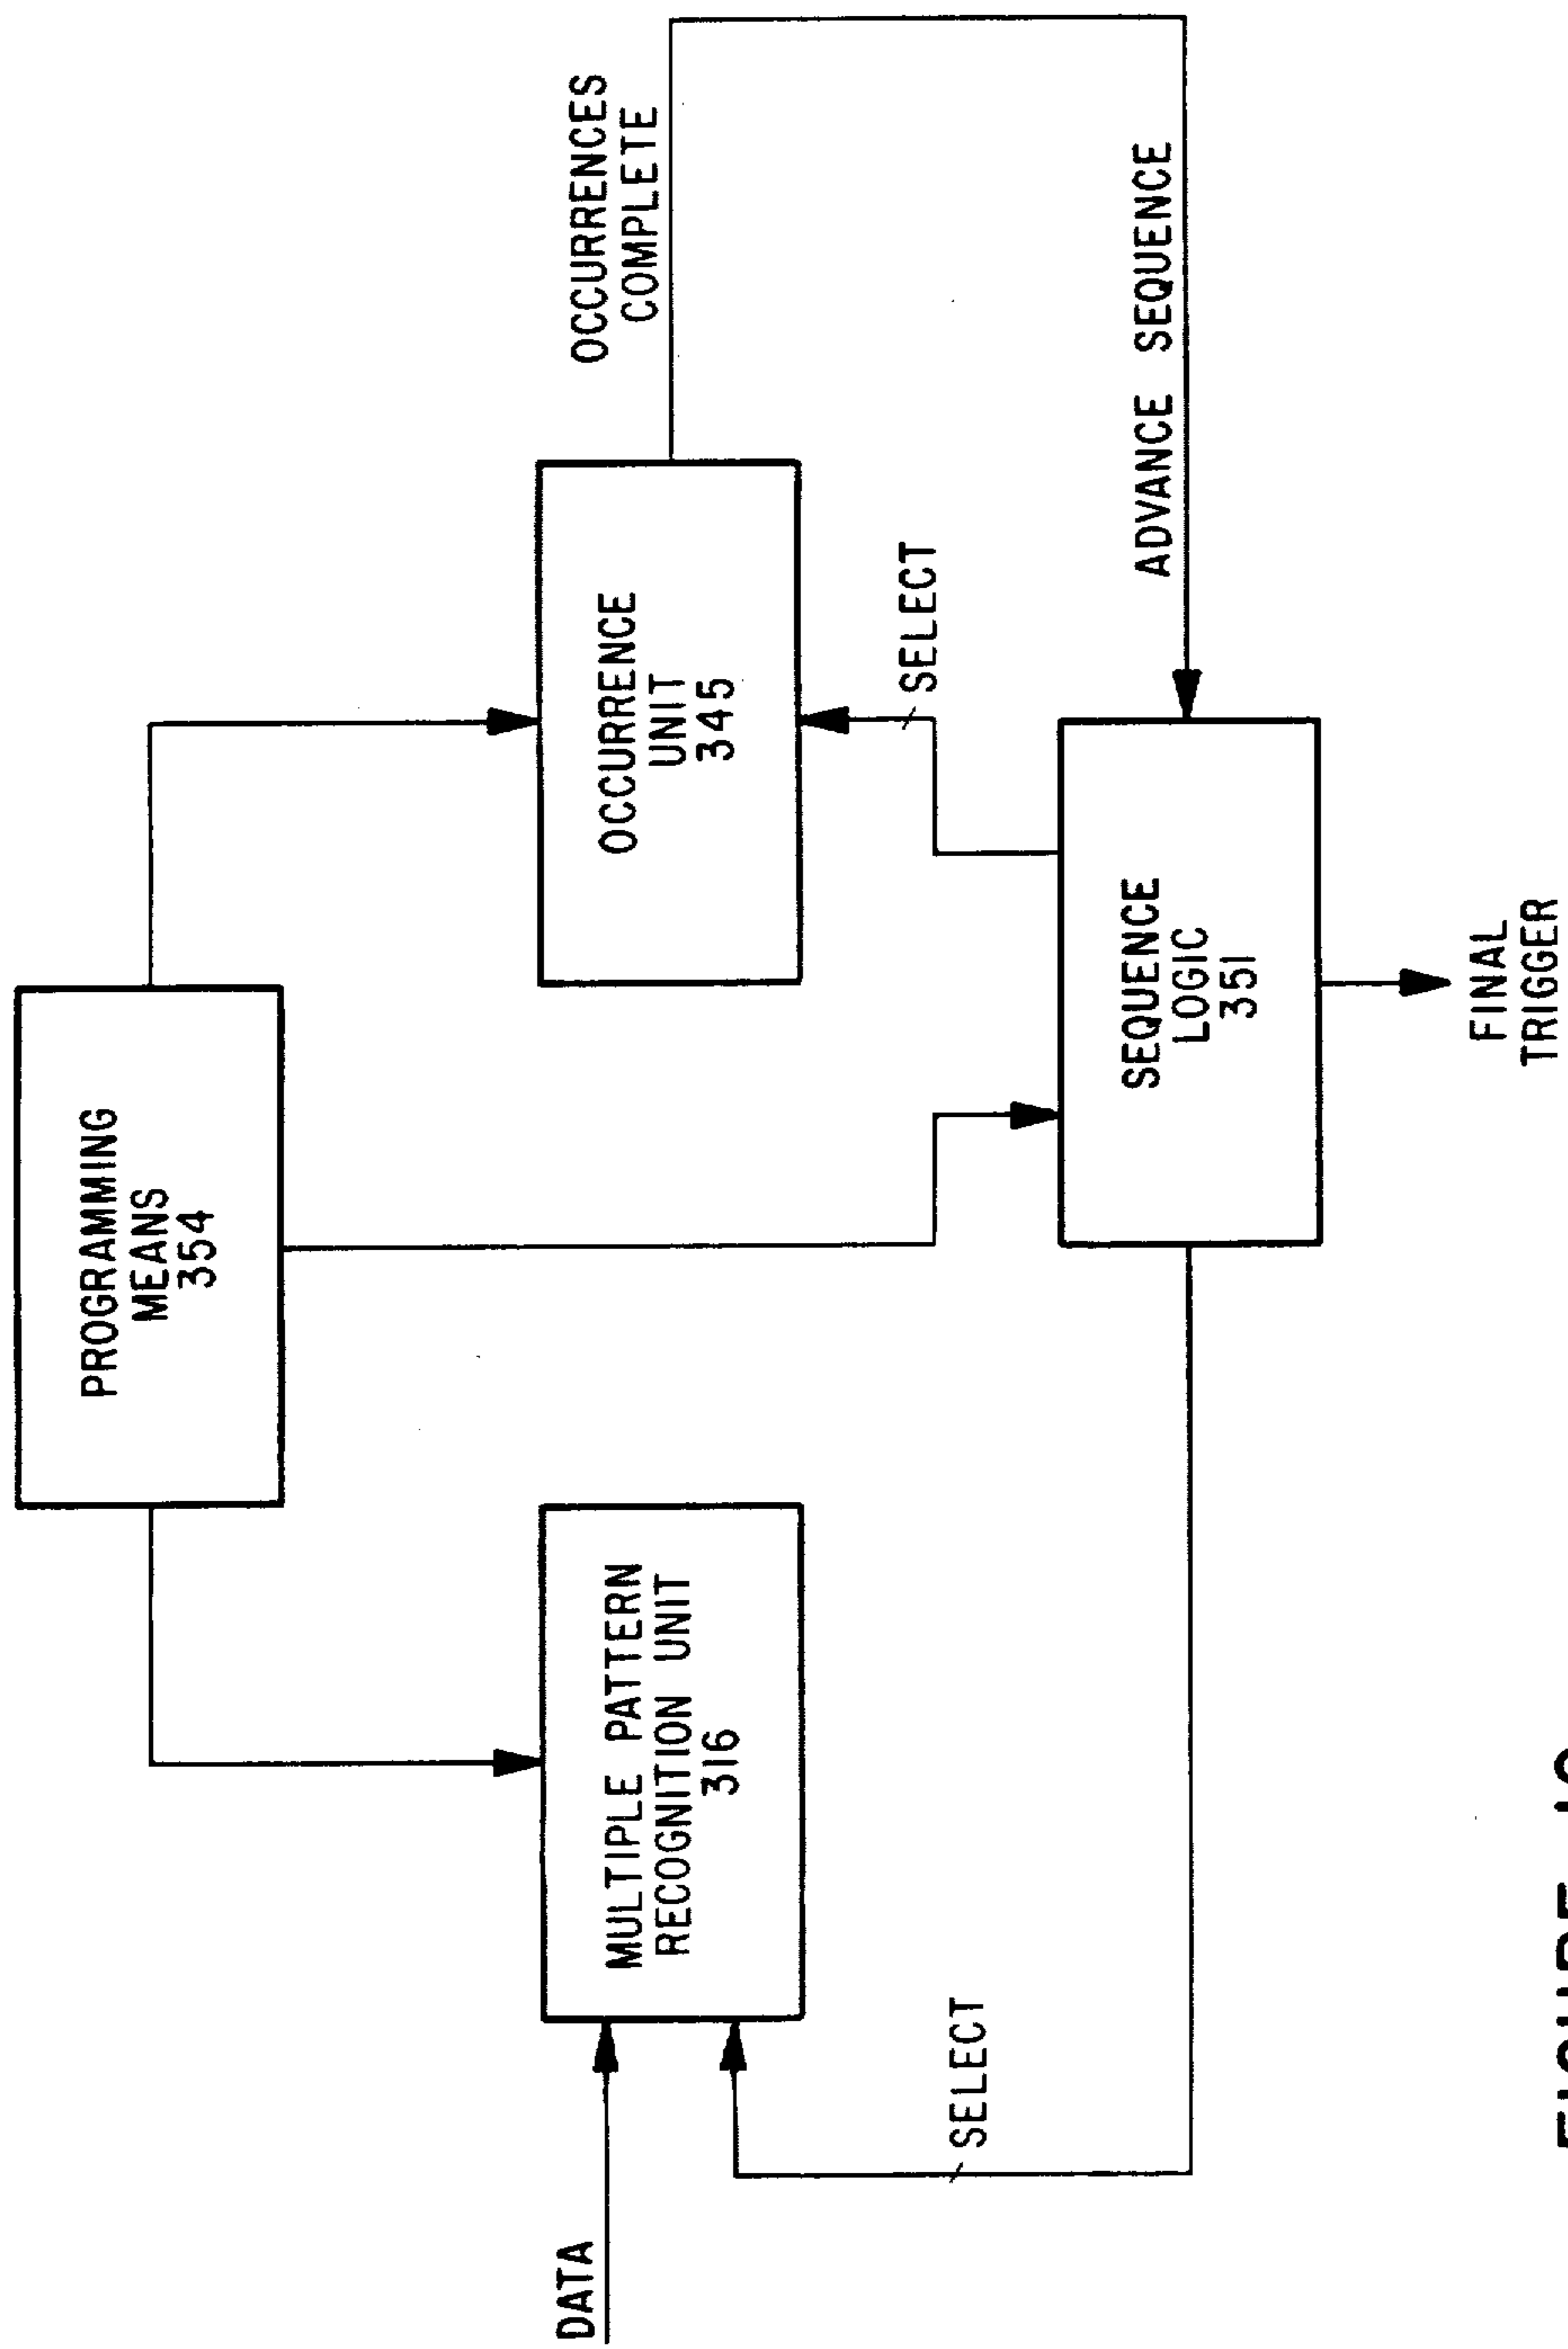 PROGRAMMING
MEANS
354
OCCURRENCES
COMPLETE
DATA
MULTIPLE PATTERN
RECOGNITION UNIT
316
OCCURRENCE
UNIT
345
SELECT
SELECT
ADVANCE SEQUENCE
SEQUENCE
LOGIC
351
FINAL
TRIGGER
FIGURE